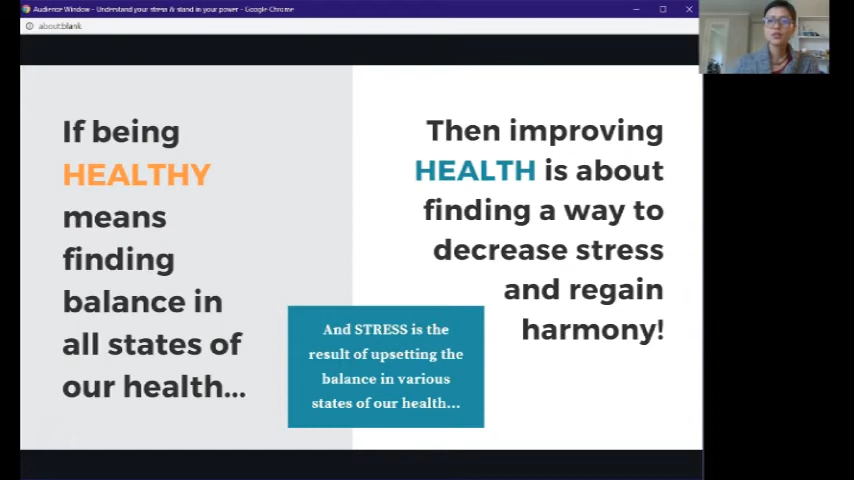 Audience Window - Understand your stress & stand in your power - Google Chrome
about:blank
If being
HEALTHY
means
finding
balance in
all states of
our health...
And STRESS is the
result of upsetting the
balance in various
states of our health...
Then improving
HEALTH is about
finding a way to
decrease stress
and regain
harmony!